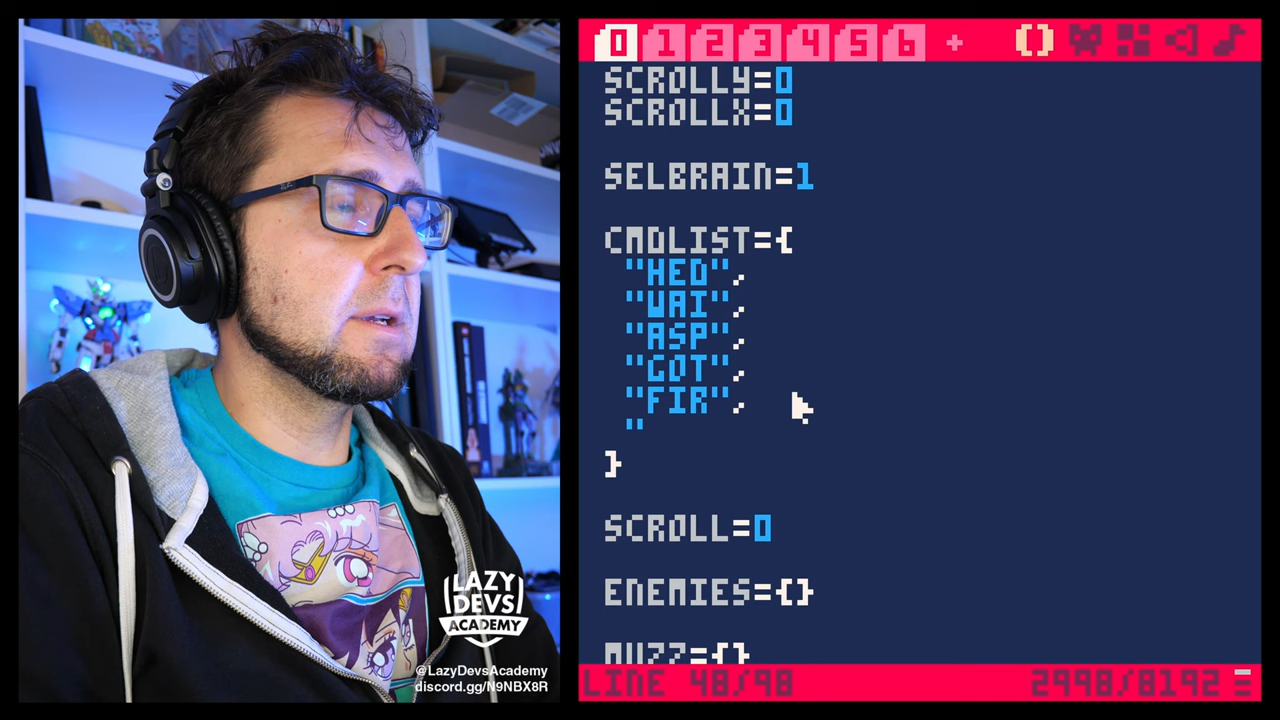 0 1 2 3 4 5 6 +
SCROLLY=0
SCROLLX=0
SELBRAIN=1
CMDLIST={
"HED",
"WAI",
"ASP",
"GOT",
"FIR",
"
}
SCROLL=0
ENEMIES={}
MUZZ={}
LINE 48/98
2998/8192
LAZY
DEVS
ACADEMY
@LazyDevsAcademy
discord.gg/N9NBX8R